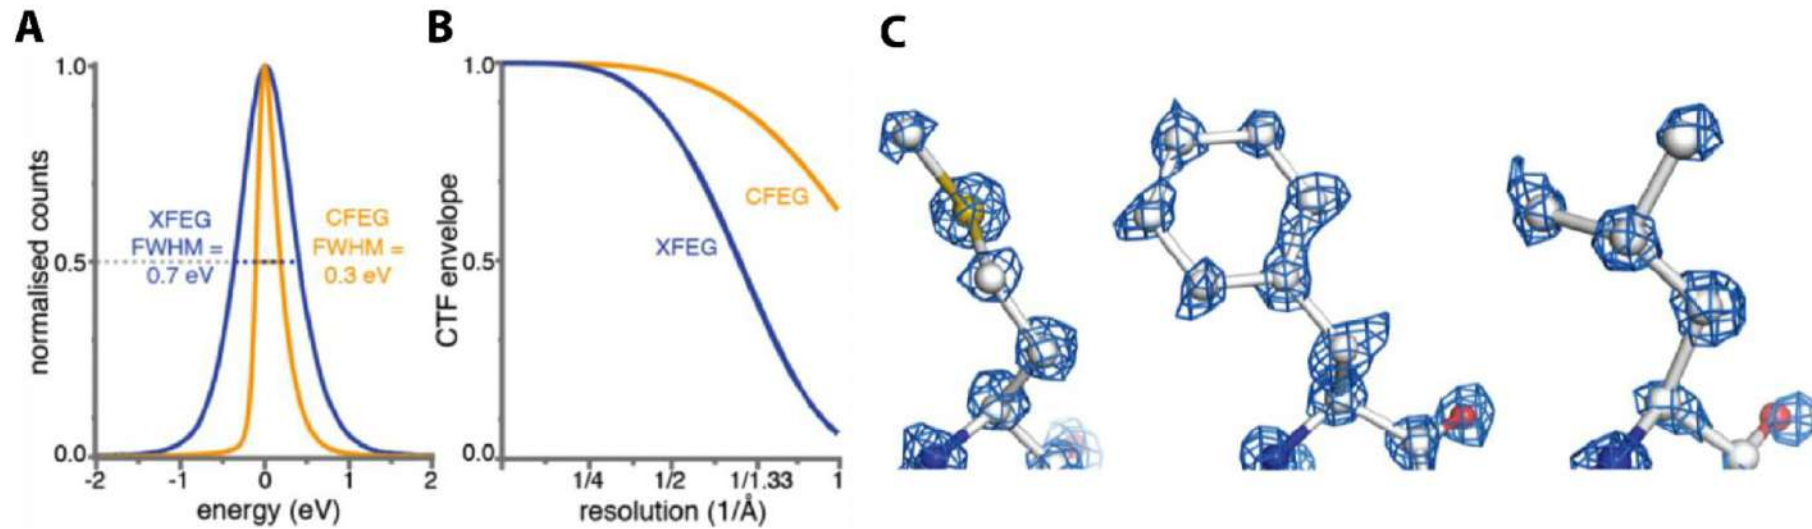 A
normalised counts
1.0
0.5
0.0
XFEG
FWHM =
0.7 eV
CFEG
FWHM =
0.3 eV
-2 -1 0 1 2
energy (eV)
B
CTF envelope
1.0
0.5
0.0
XFEG
CFEG
1/4 1/2 1/1.33 1
resolution (1/Å)
C